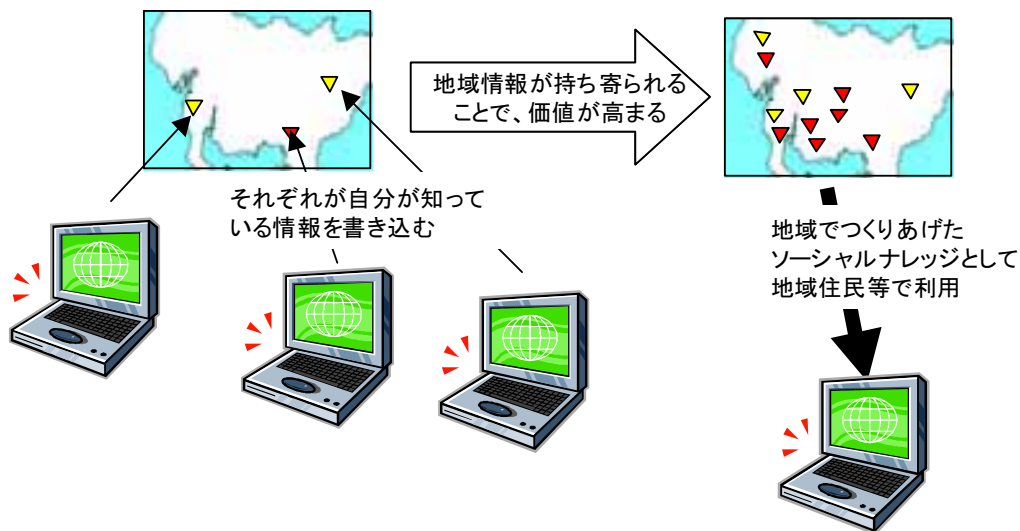 地域情報が持ち寄られる
ことで、価値が高まる
それぞれが自分が知って
いる情報を書き込む
地域でつくりあげた
ソーシャルナレッジとして
地域住民等で利用